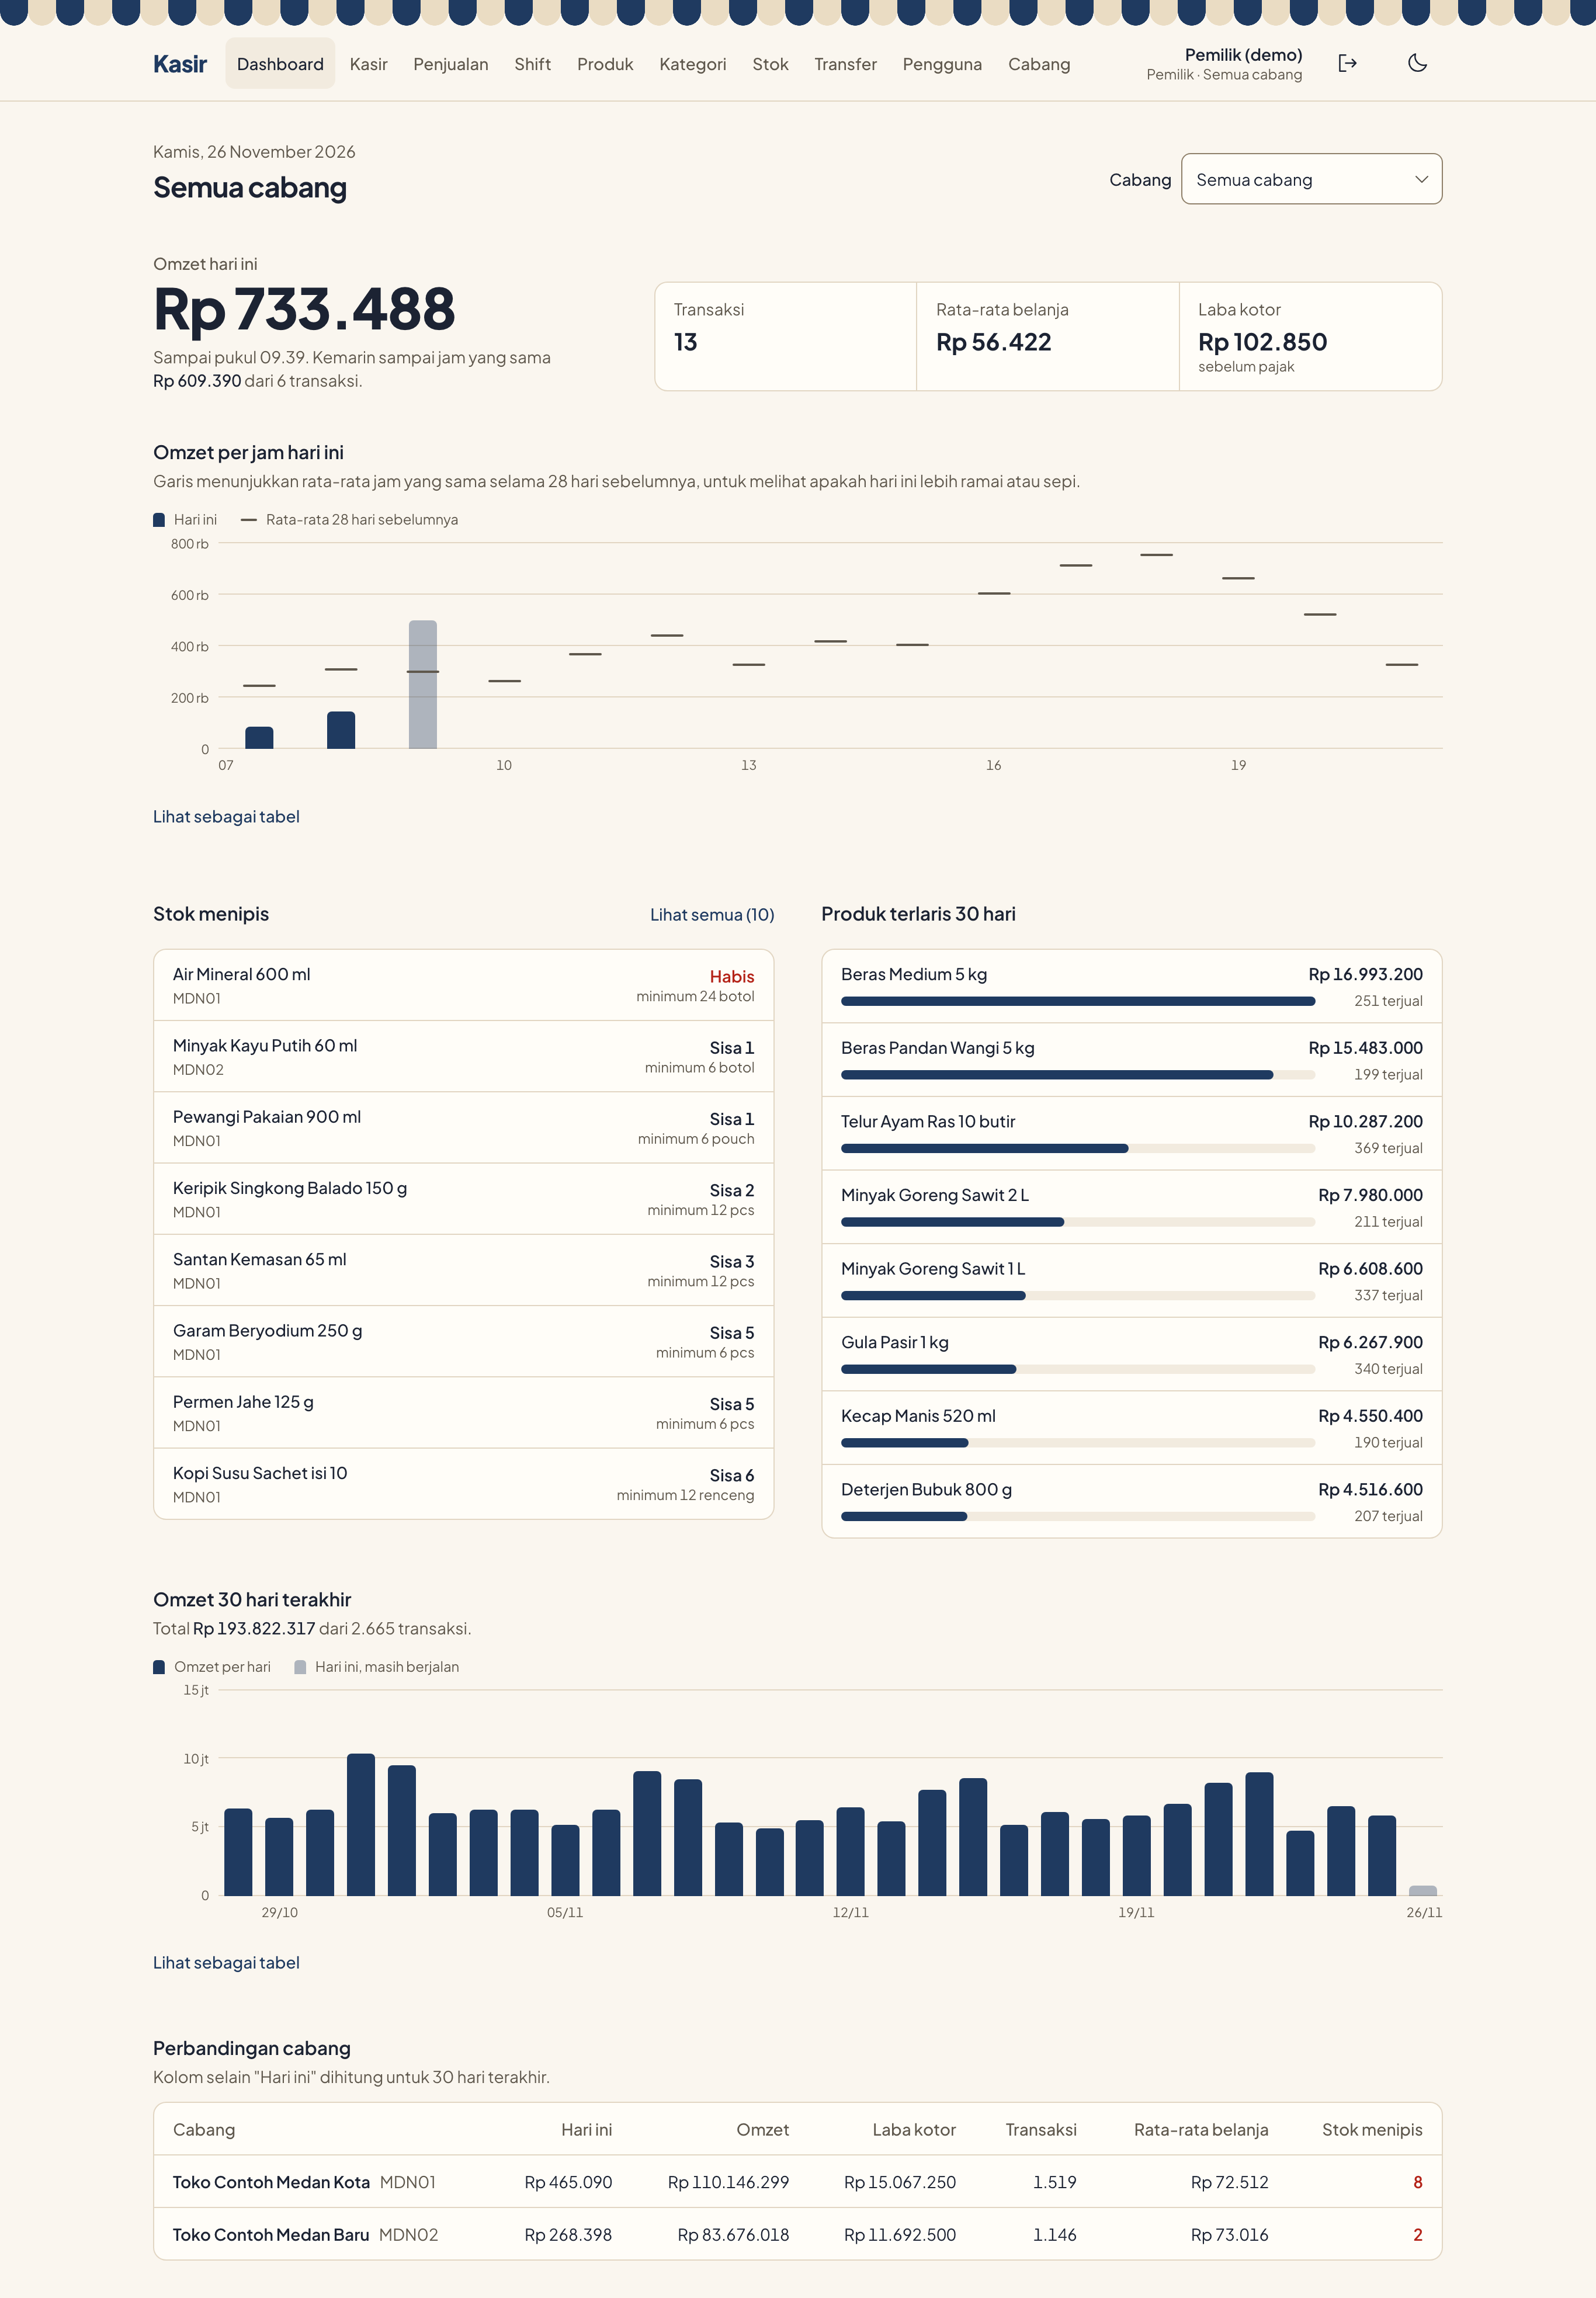 Kasir Dashboard Kasir Penjualan Shift Produk Kategori Stok Transfer Pengguna Cabang
Pemilik (demo)
Pemilik · Semua cabang
Kamis, 26 November 2026
Semua cabang
Cabang Semua cabang
Omzet hari ini
Rp 733.488
Sampai pukul 09.39. Kemarin sampai jam yang sama
Rp 609.390 dari 6 transaksi.
Transaksi
13
Rata-rata belanja
Rp 56.422
Laba kotor
Rp 102.850
sebelum pajak
Omzet per jam hari ini
Garis menunjukkan rata-rata jam yang sama selama 28 hari sebelumnya, untuk melihat apakah hari ini lebih ramai atau sepi.
Hari ini Rata-rata 28 hari sebelumnya
800 rb
600 rb
400 rb
200 rb
0
07 10 13 16 19
Lihat sebagai tabel
Stok menipis Lihat semua (10)
Air Mineral 600 ml Habis
MDN01 minimum 24 botol
Minyak Kayu Putih 60 ml Sisa 1
MDN02 minimum 6 botol
Pewangi Pakaian 900 ml Sisa 1
MDN01 minimum 6 pouch
Keripik Singkong Balado 150 g Sisa 2
MDN01 minimum 12 pcs
Santan Kemasan 65 ml Sisa 3
MDN01 minimum 12 pcs
Garam Beryodium 250 g Sisa 5
MDN01 minimum 6 pcs
Permen Jahe 125 g Sisa 5
MDN01 minimum 6 pcs
Kopi Susu Sachet isi 10 Sisa 6
MDN01 minimum 12 renceng
Produk terlaris 30 hari
Beras Medium 5 kg Rp 16.993.200
251 terjual
Beras Pandan Wangi 5 kg Rp 15.483.000
199 terjual
Telur Ayam Ras 10 butir Rp 10.287.200
369 terjual
Minyak Goreng Sawit 2 L Rp 7.980.000
211 terjual
Minyak Goreng Sawit 1 L Rp 6.608.600
337 terjual
Gula Pasir 1 kg Rp 6.267.900
340 terjual
Kecap Manis 520 ml Rp 4.550.400
190 terjual
Deterjen Bubuk 800 g Rp 4.516.600
207 terjual
Omzet 30 hari terakhir
Total Rp 193.822.317 dari 2.665 transaksi.
Omzet per hari Hari ini, masih berjalan
15 jt
10 jt
5 jt
0
29/10 05/11 12/11 19/11 26/11
Lihat sebagai tabel
Perbandingan cabang
Kolom selain "Hari ini" dihitung untuk 30 hari terakhir.
Cabang Hari ini Omzet Laba kotor Transaksi Rata-rata belanja Stok menipis
Toko Contoh Medan Kota MDN01 Rp 465.090 Rp 110.146.299 Rp 15.067.250 1.519 Rp 72.512 8
Toko Contoh Medan Baru MDN02 Rp 268.398 Rp 83.676.018 Rp 11.692.500 1.146 Rp 73.016 2